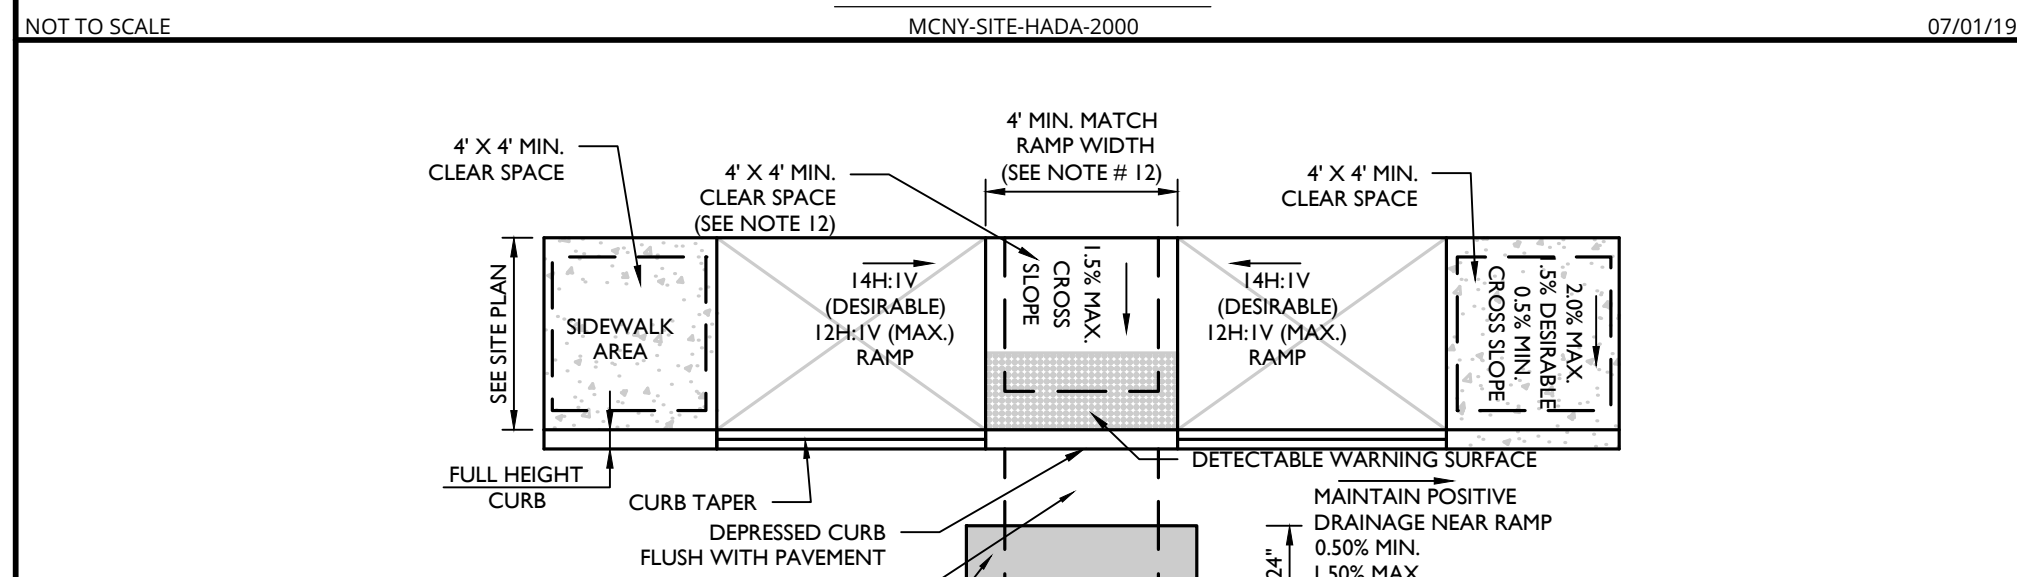 NOT TO SCALE
MCNY-SITE-HADA-2000
07/01/19
4' MIN. MATCH
RAMP WIDTH
(SEE NOTE # 12)
4' X 4' MIN.
CLEAR SPACE
4' X 4' MIN.
CLEAR SPACE
(SEE NOTE 12)
4' X 4' MIN.
CLEAR SPACE
SEE SITE PLAN
SIDEWALK
AREA
14H:1V
(DESIRABLE)
12H:1V (MAX.)
RAMP
1.5% MAX.
CROSS
SLOPE
14H:1V
(DESIRABLE)
12H:1V (MAX.)
RAMP
2.0% MAX.
.5% DESIRABLE
0.5% MIN.
CROSS SLOPE
FULL HEIGHT
CURB
CURB TAPER
DEPRESSED CURB
FLUSH WITH PAVEMENT
DETECTABLE WARNING SURFACE
MAINTAIN POSITIVE
DRAINAGE NEAR RAMP
0.50% MIN.
1.50% MAX.
24"